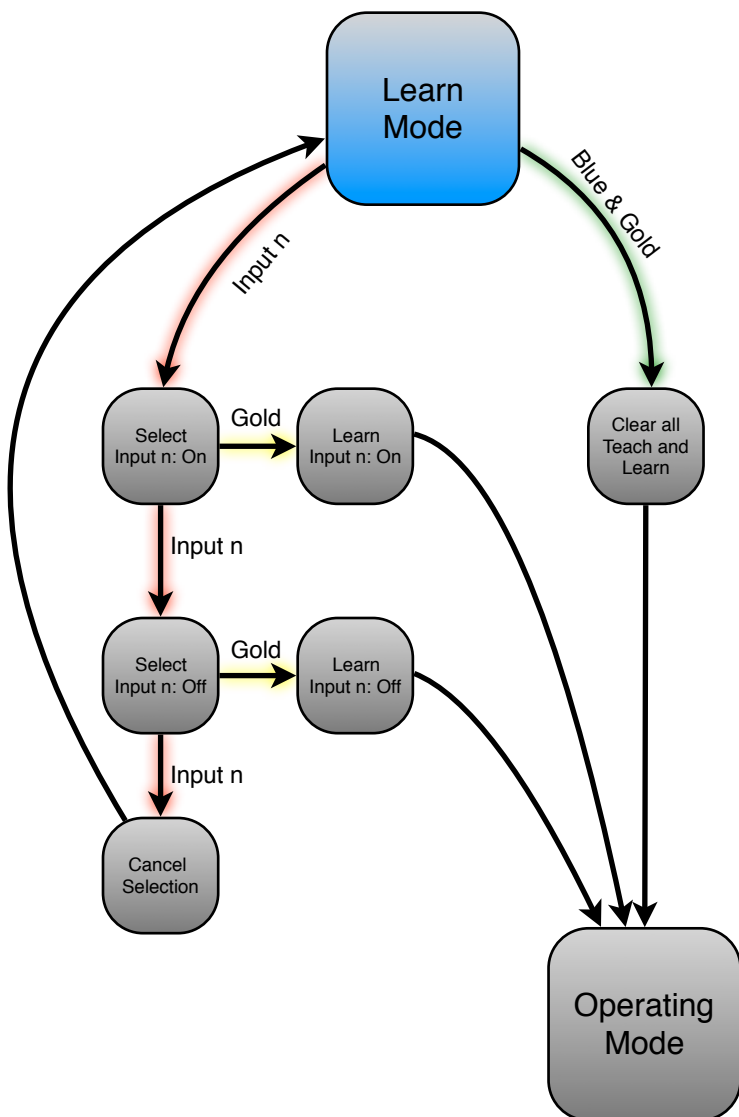 Learn
Mode
Blue & Gold
Input n
Select
Input n: On
Gold
Learn
Input n: On
Clear all
Teach and
Learn
Input n
Select
Input n: Off
Gold
Learn
Input n: Off
Input n
Cancel
Selection
Operating
Mode